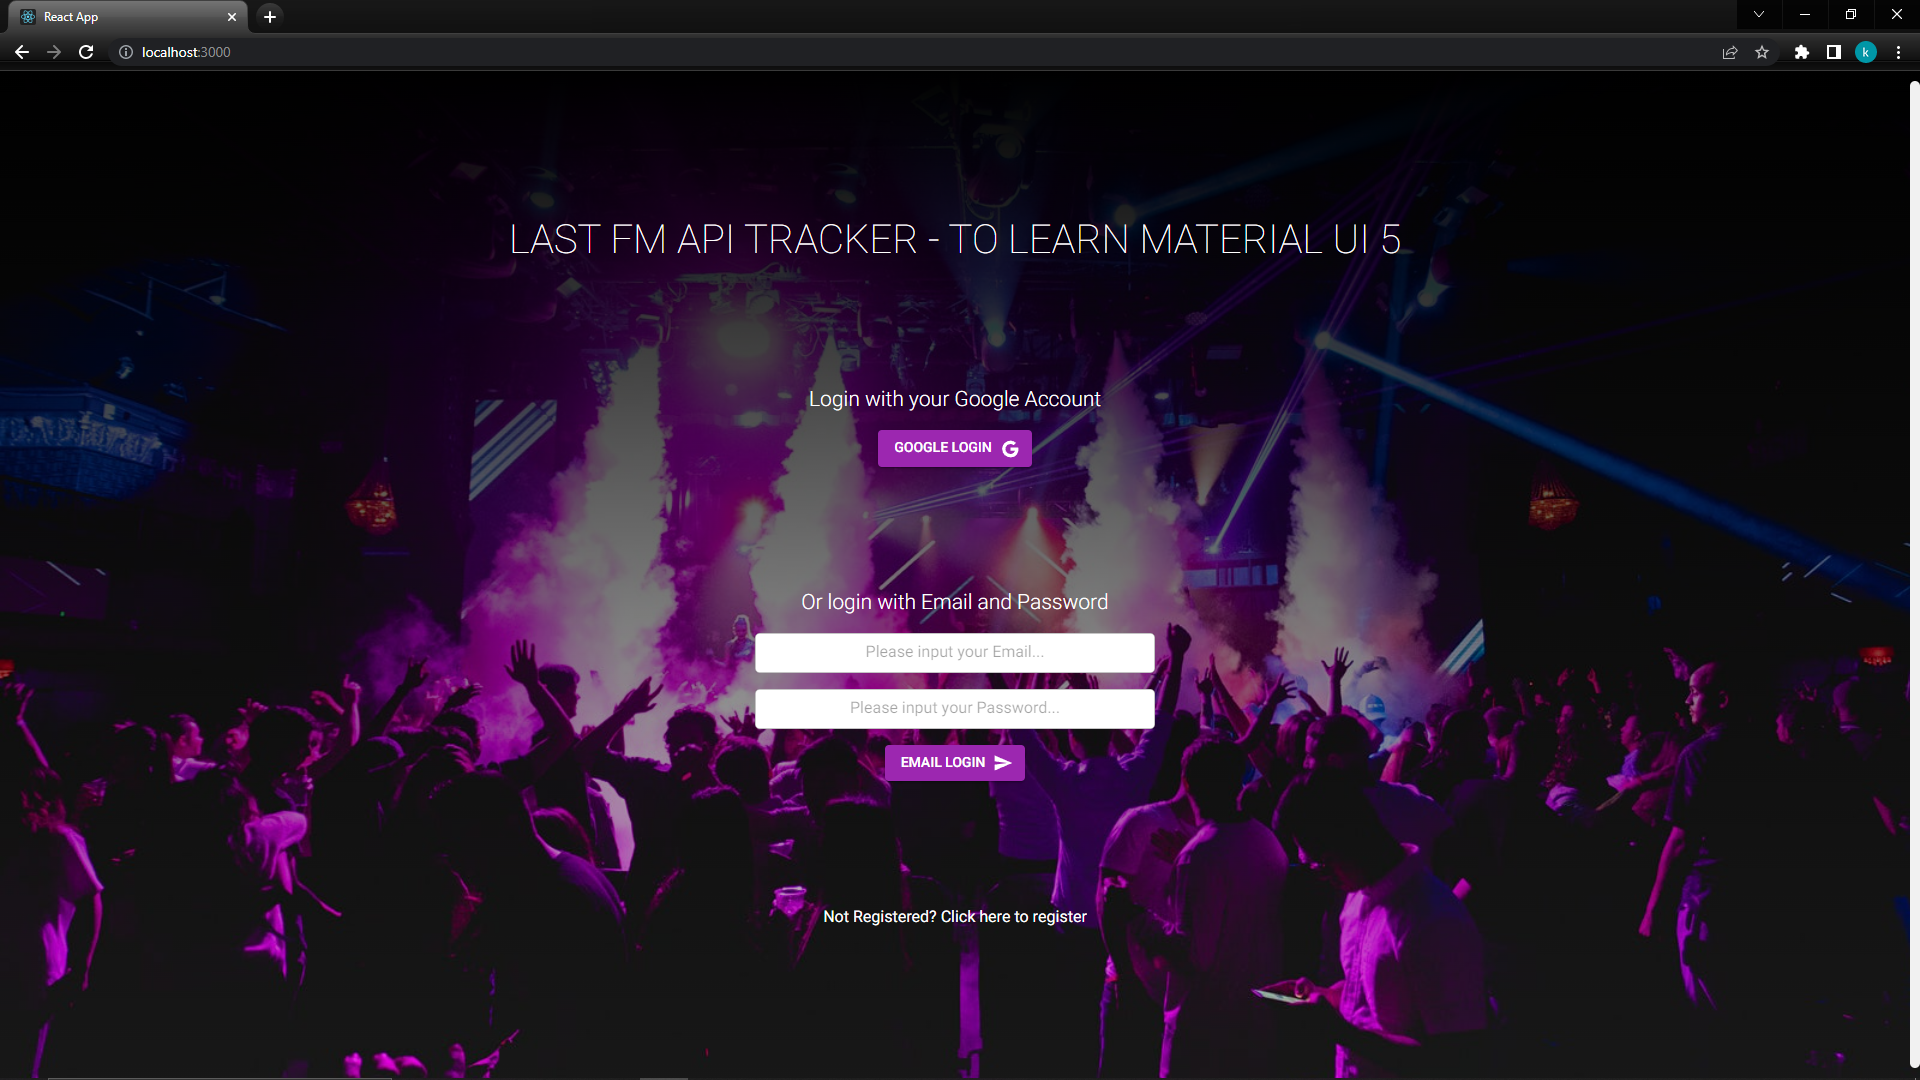 React App
localhost:3000
k
LAST FM API TRACKER - TO LEARN MATERIAL UI 5
Login with your Google Account
GOOGLE LOGIN G
Or login with Email and Password
Please input your Email...
Please input your Password...
EMAIL LOGIN
Not Registered? Click here to register